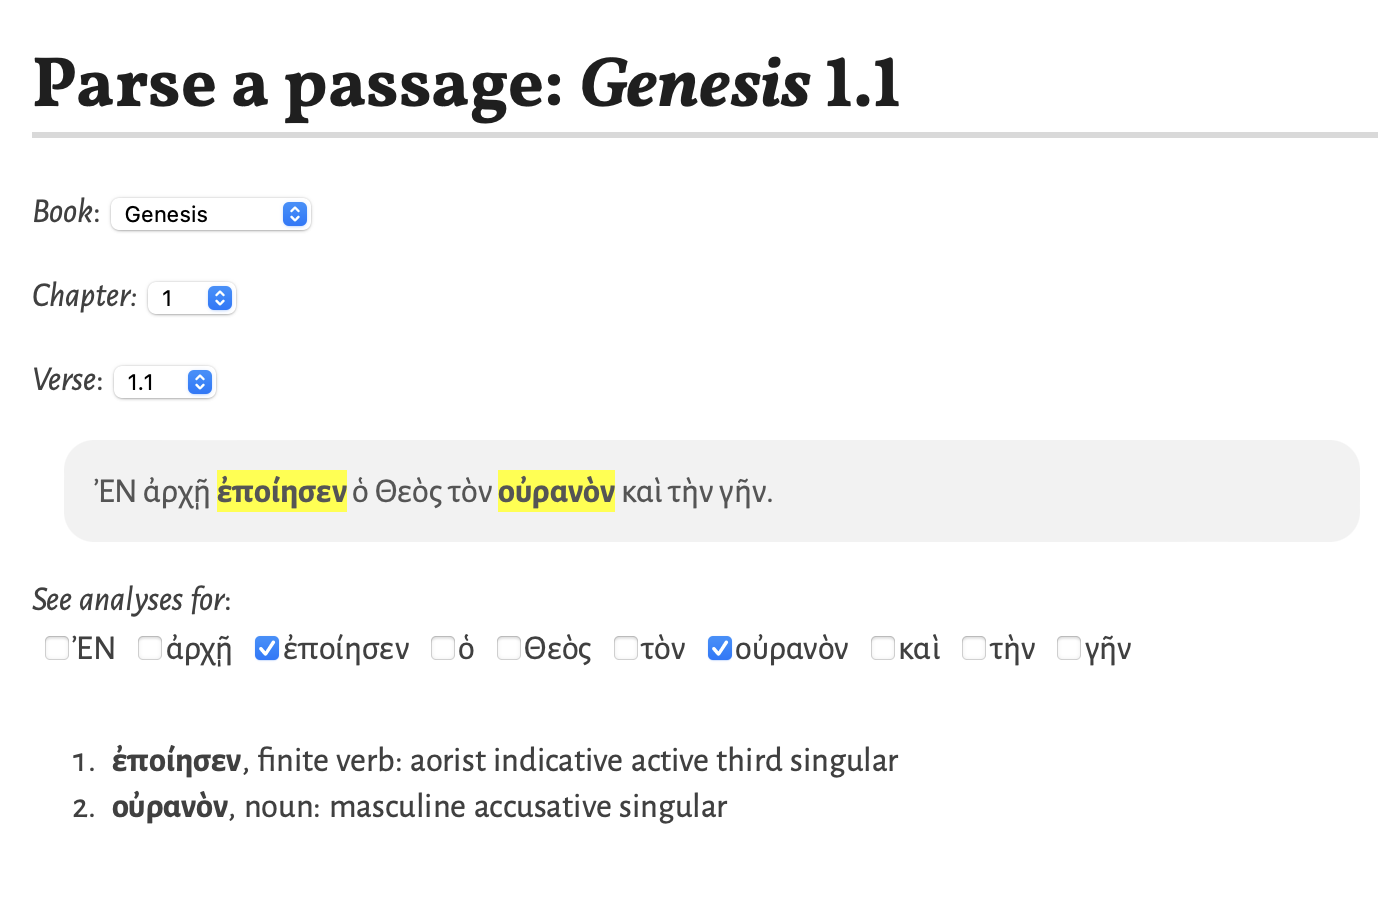 Parse a passage: Genesis 1.1
Book: Genesis
Chapter: 1
Verse: 1.1
ἘΝ ἀρχῇ ἐποίησεν ὁ Θεὸς τὸν οὐρανὸν καὶ τὴν γῆν.
See analyses for:
ἘΝ ἀρχῇ ἐποίησεν ὁ Θεὸς τὸν οὐρανὸν καὶ τὴν γῆν
1. ἐποίησεν, finite verb: aorist indicative active third singular
2. οὐρανὸν, noun: masculine accusative singular